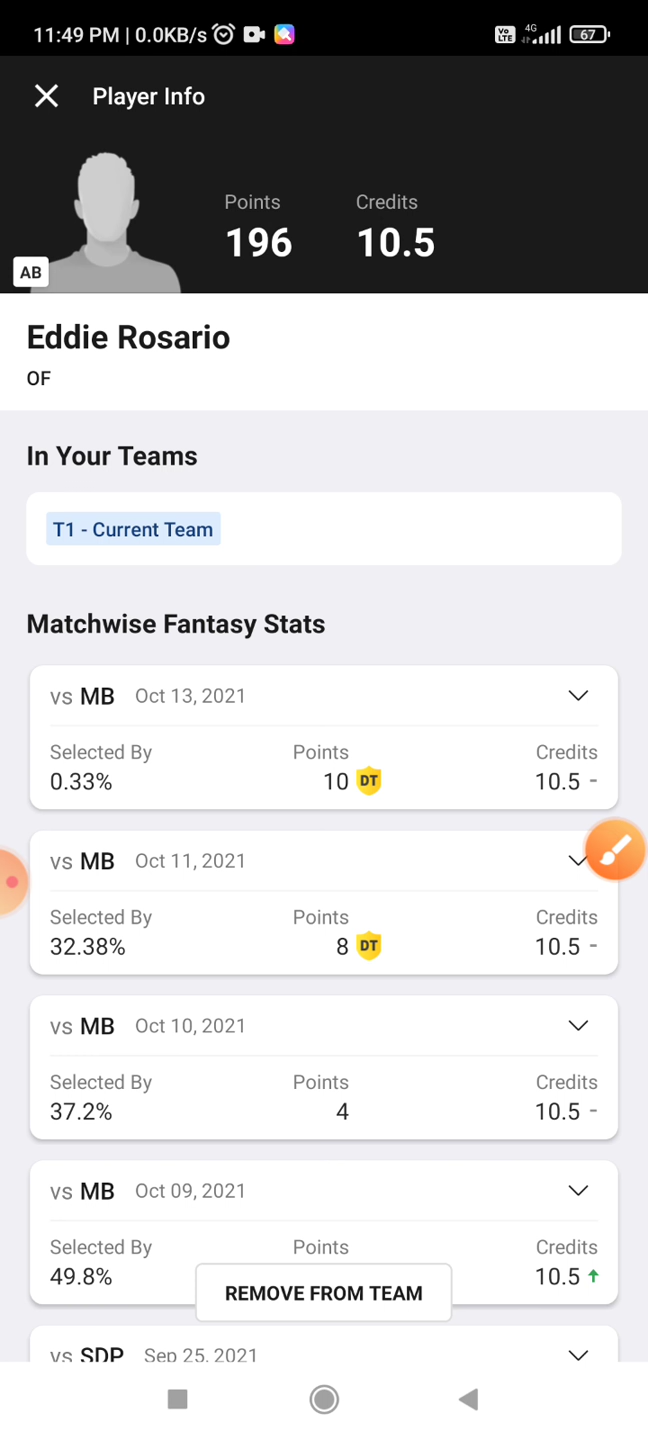 11:49 PM | 0.0KB/s
Vo LTE 4G 67
Player Info
Points Credits
196 10.5
AB
Eddie Rosario
OF
In Your Teams
T1 - Current Team
Matchwise Fantasy Stats
vs MB Oct 13, 2021
Selected By Points Credits
0.33% 10 DT 10.5 -
vs MB Oct 11, 2021
Selected By Points Credits
32.38% 8 DT 10.5 -
vs MB Oct 10, 2021
Selected By Points Credits
37.2% 4 10.5 -
vs MB Oct 09, 2021
Selected By Points Credits
49.8% 10.5
REMOVE FROM TEAM
vs SDP Sep 25, 2021